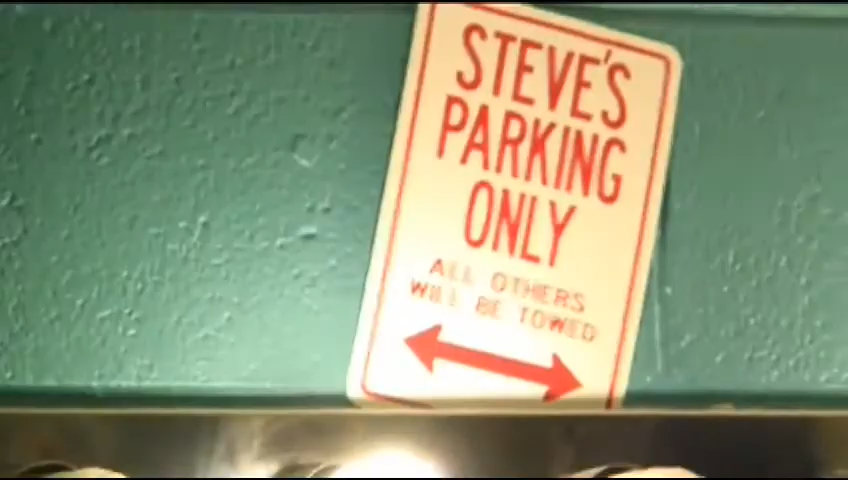 STEVE'S
PARKING
ONLY
ALL OTHERS
WILL BE TOWED